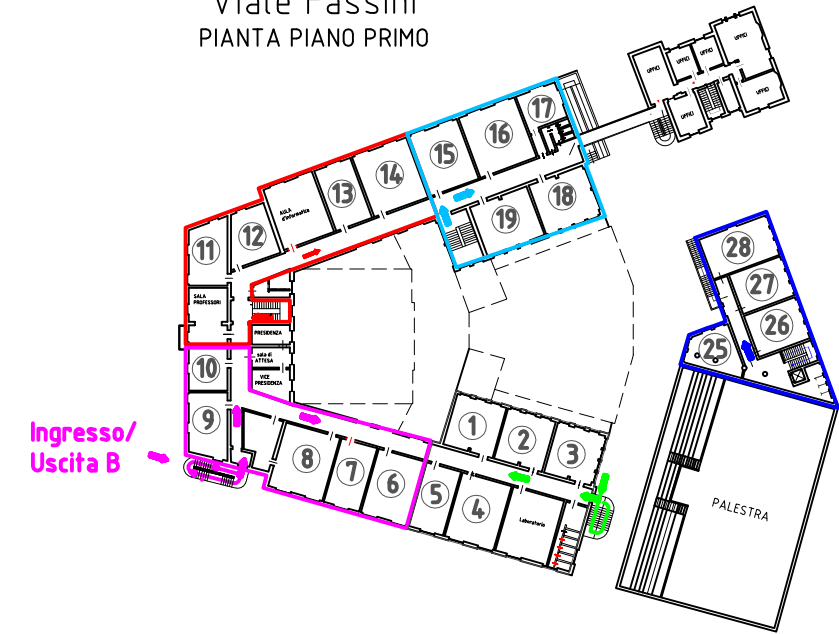 Viale Fassini
PIANTA PIANO PRIMO
UFFICI
UFFICI
UFFICI
UFFICI
UFFICI
UFFICI
17
16
15
14
13
12
11
18
19
AULA
d'informatica
SALA
PROFESSORI
PRESIDENZA
sala di
ATTESA
VICE
PRESIDENZA
10
9
Ingresso/
Uscita B
8
7
6
5
4
1
2
3
Laboratorio
28
27
26
25
PALESTRA